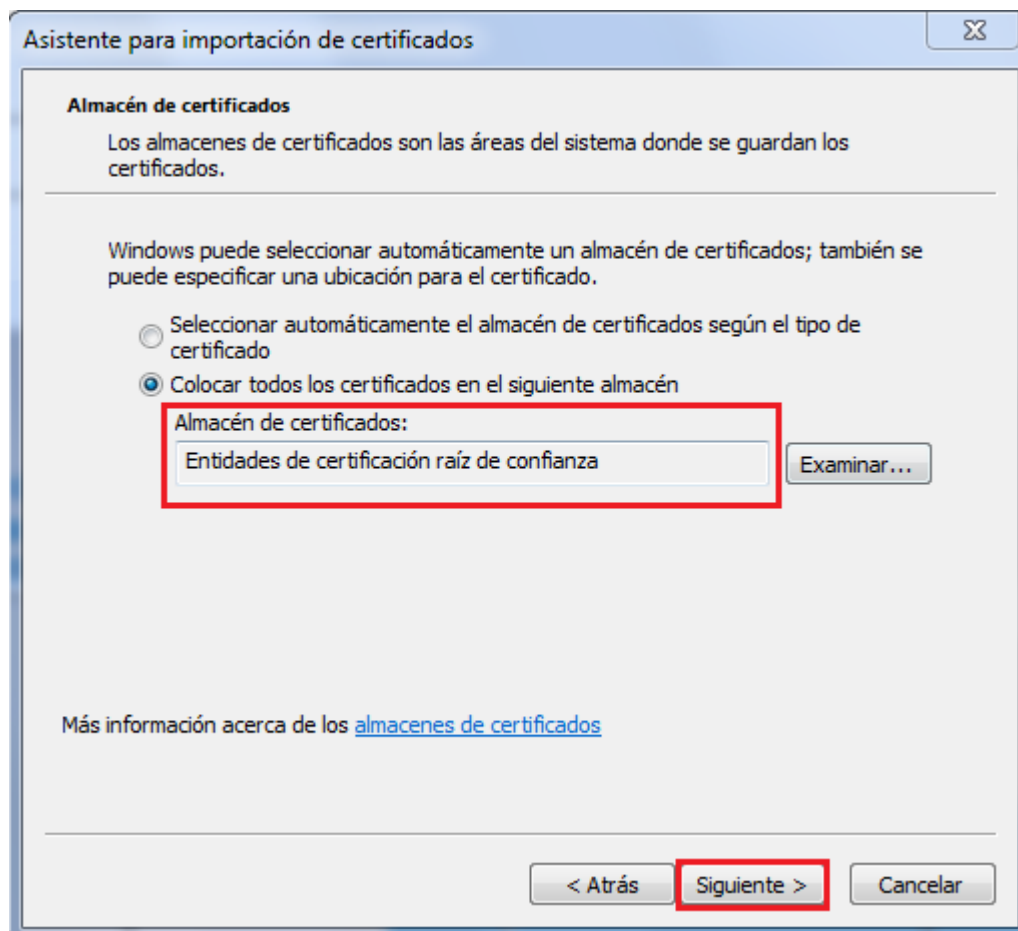 Asistente para importación de certificados
Almacén de certificados
Los almacenes de certificados son las áreas del sistema donde se guardan los
certificados.
Windows puede seleccionar automáticamente un almacén de certificados; también se
puede especificar una ubicación para el certificado.
Seleccionar automáticamente el almacén de certificados según el tipo de
certificado
Colocar todos los certificados en el siguiente almacén
Almacén de certificados:
Entidades de certificación raíz de confianza
Examinar...
Más información acerca de los almacenes de certificados
< Atrás
Siguiente >
Cancelar